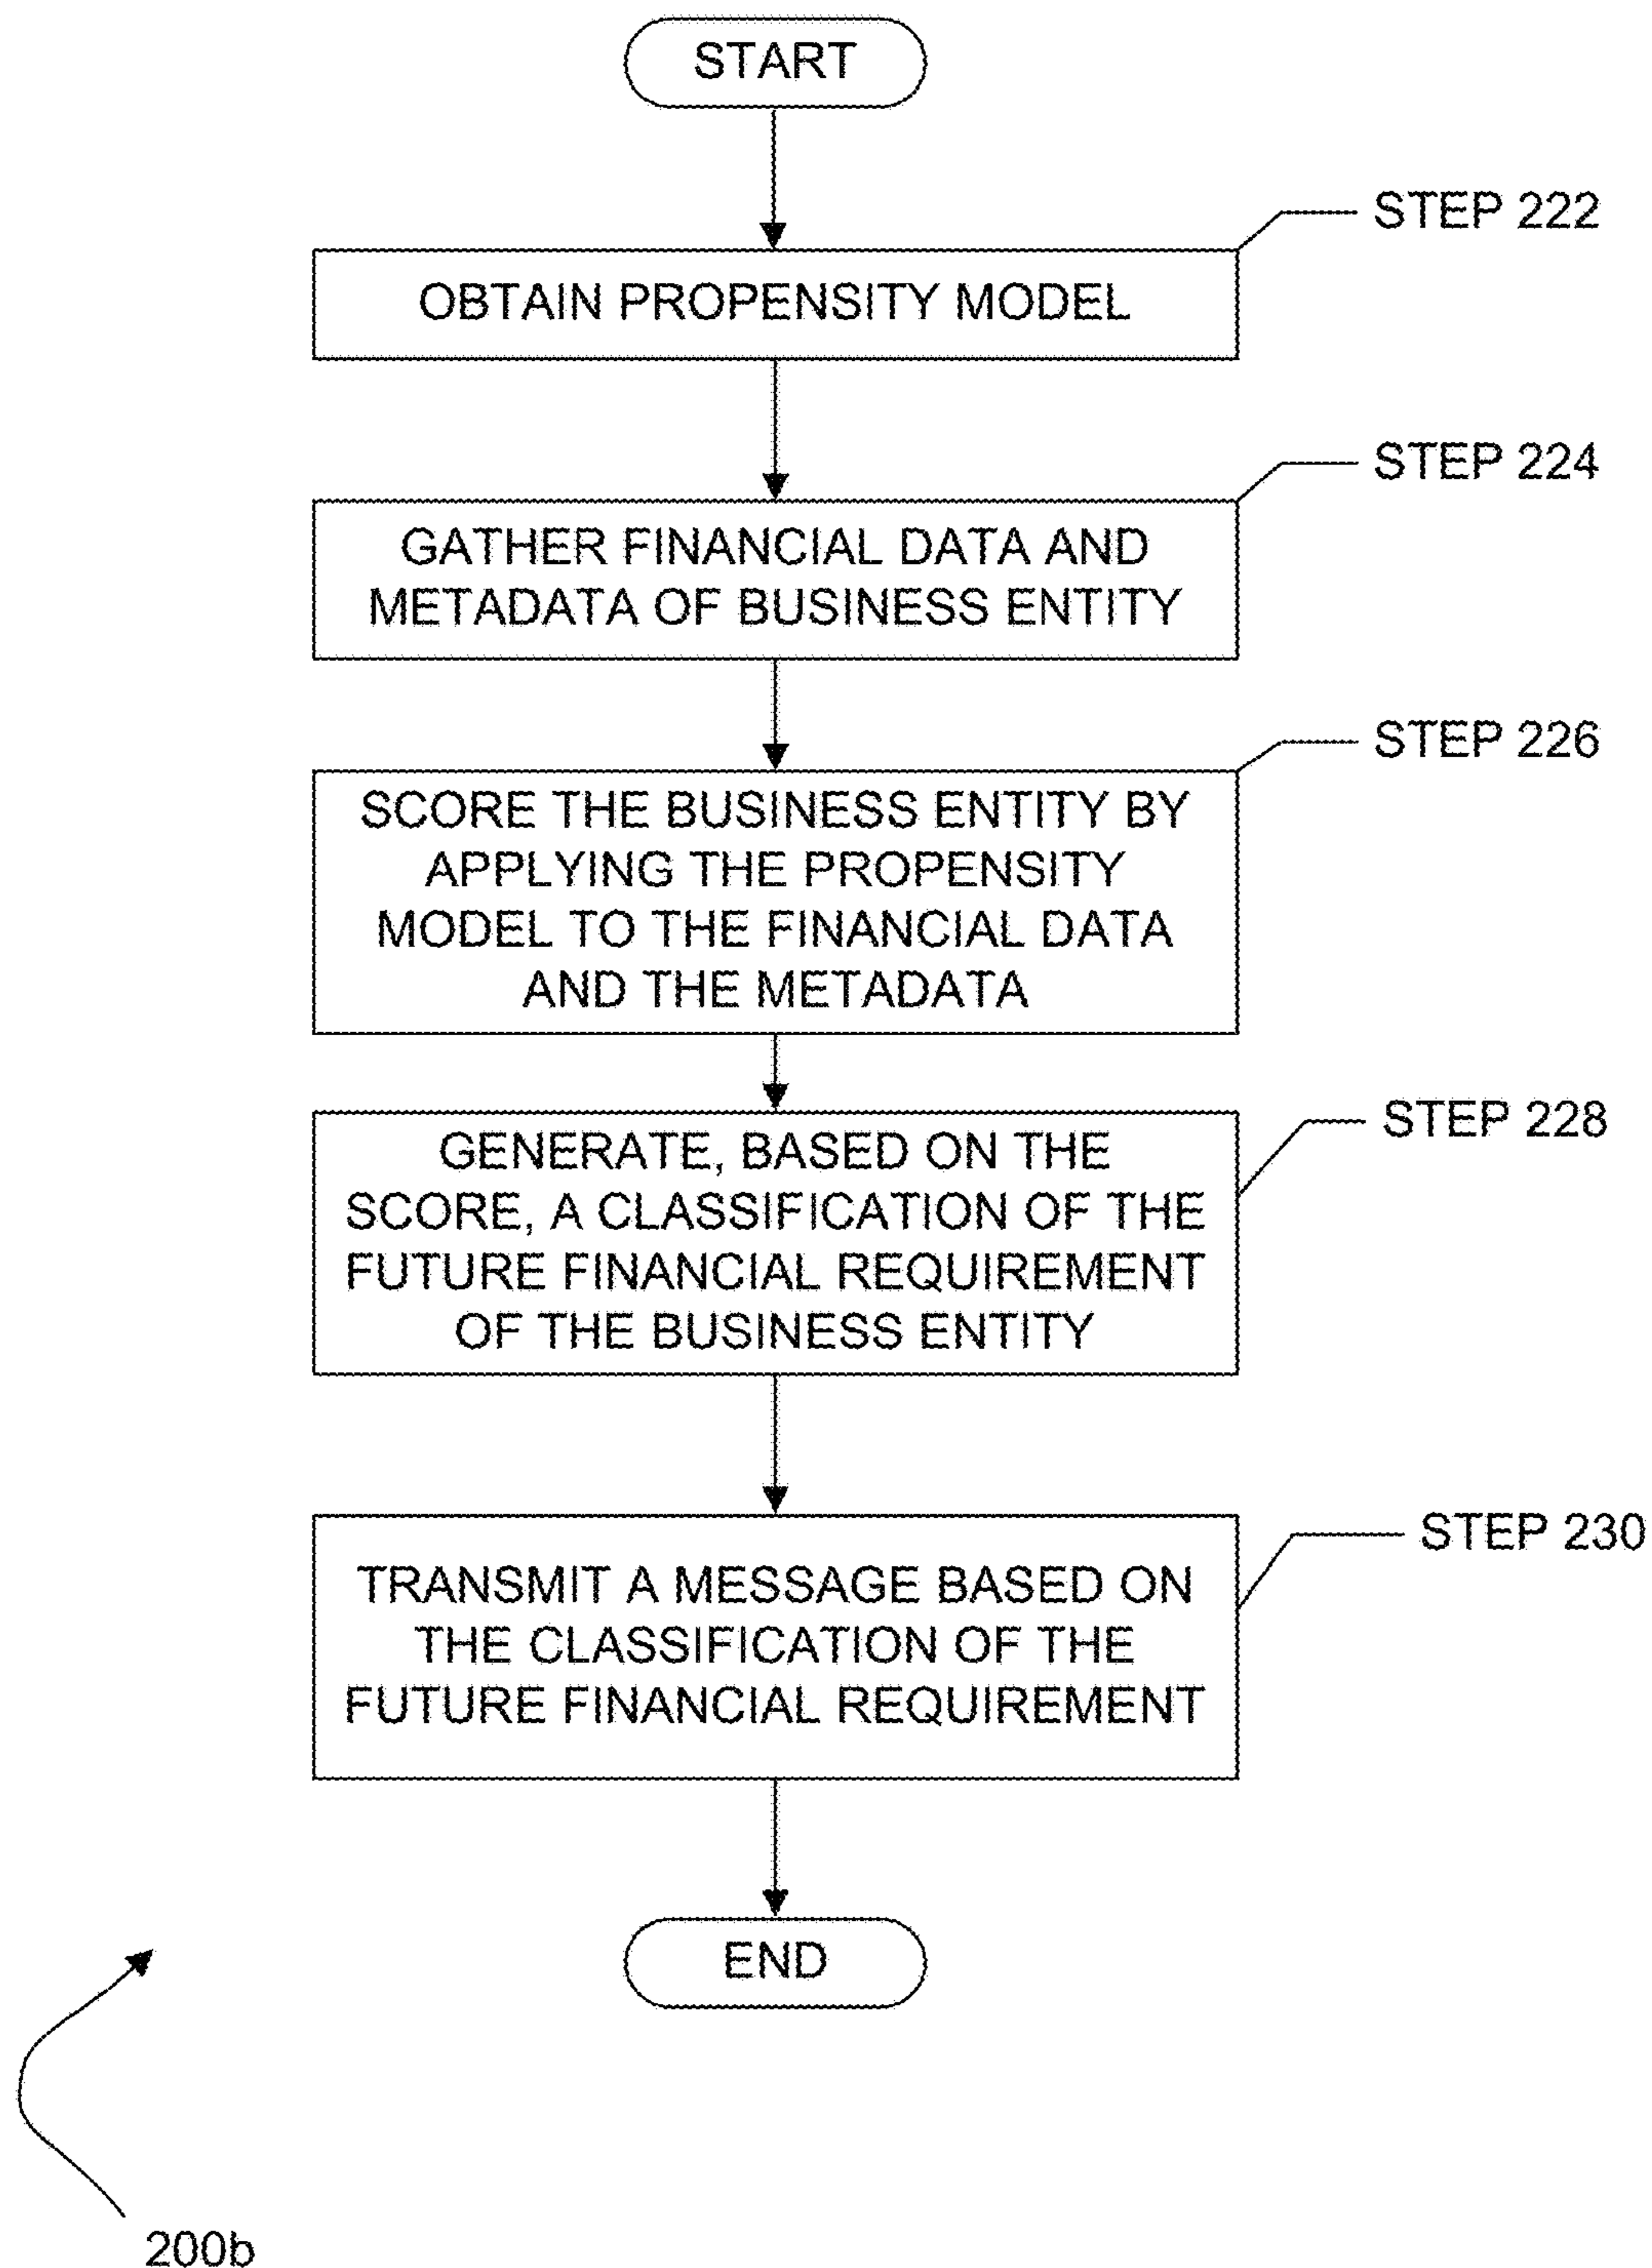 START
STEP 222
OBTAIN PROPENSITY MODEL
STEP 224
GATHER FINANCIAL DATA AND
METADATA OF BUSINESS ENTITY
STEP 226
SCORE THE BUSINESS ENTITY BY
APPLYING THE PROPENSITY
MODEL TO THE FINANCIAL DATA
AND THE METADATA
STEP 228
GENERATE, BASED ON THE
SCORE, A CLASSIFICATION OF THE
FUTURE FINANCIAL REQUIREMENT
OF THE BUSINESS ENTITY
STEP 230
TRANSMIT A MESSAGE BASED ON
THE CLASSIFICATION OF THE
FUTURE FINANCIAL REQUIREMENT
END
200b